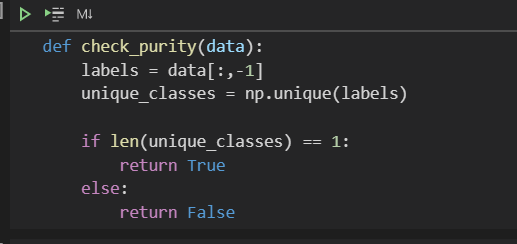 M↓
def check_purity(data):
    labels = data[:,-1]
    unique_classes = np.unique(labels)

    if len(unique_classes) == 1:
        return True
    else:
        return False